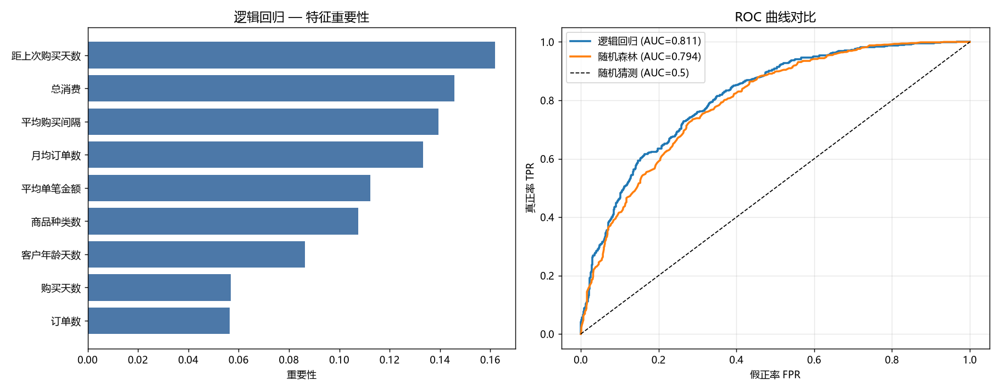 逻辑回归 — 特征重要性
距上次购买天数
总消费
平均购买间隔
月均订单数
平均单笔金额
商品种类数
客户年龄天数
购买天数
订单数
0.00 0.02 0.04 0.06 0.08 0.10 0.12 0.14 0.16
重要性
ROC 曲线对比
逻辑回归 (AUC=0.811)
随机森林 (AUC=0.794)
随机猜测 (AUC=0.5)
真正率 TPR
1.0
0.8
0.6
0.4
0.2
0.0
0.0 0.2 0.4 0.6 0.8 1.0
假正率 FPR